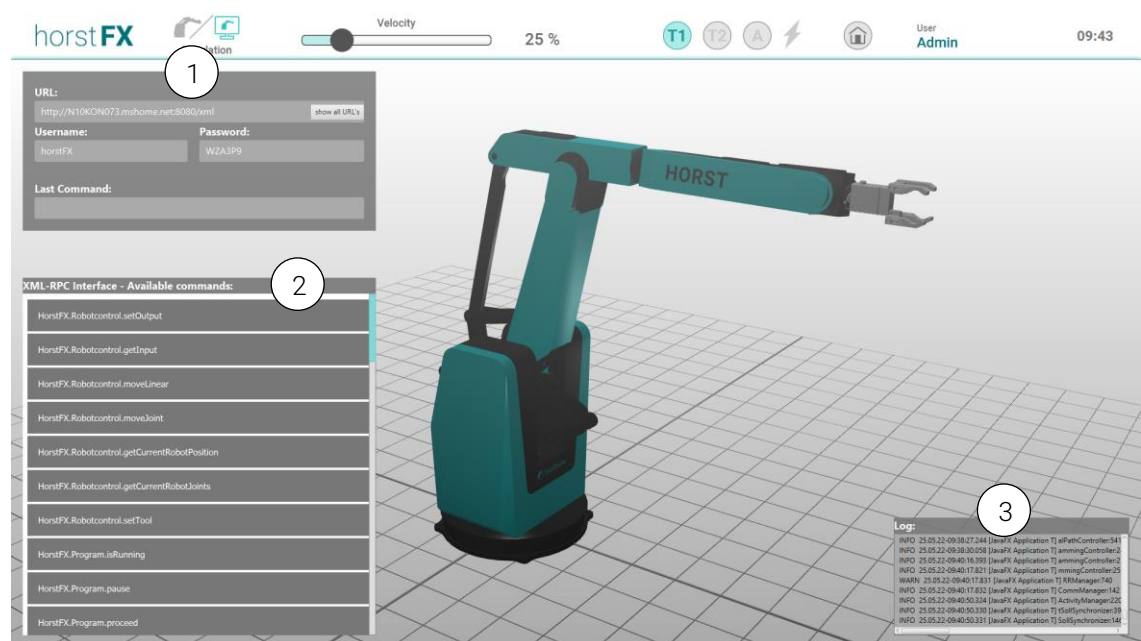 horstFX
Velocity
25 %
T1 T2 A
User
Admin
09:43
1
URL:
http://N10KON073.mshome.net:8080/xml
show all URL's
Username: Password:
horstFX WZA3P9
Last Command:
2
XML-RPC Interface - Available commands:
HorstFX.Robotcontrol.setOutput
HorstFX.Robotcontrol.getInput
HorstFX.Robotcontrol.moveLinear
HorstFX.Robotcontrol.moveJoint
HorstFX.Robotcontrol.getCurrentRobotPosition
HorstFX.Robotcontrol.getCurrentRobotJoints
HorstFX.Robotcontrol.setTool
HorstFX.Program.isRunning
HorstFX.Program.pause
HorstFX.Program.proceed
HORST
3
Log:
INFO 25.05.22-09:38:27.244 [JavaFX Application T] alPathController:541
INFO 25.05.22-09:38:30.058 [JavaFX Application T] ammingController:2
INFO 25.05.22-09:40:16.393 [JavaFX Application T] ammingController:2
INFO 25.05.22-09:40:17.821 [JavaFX Application T] mmingController:25
WARN 25.05.22-09:40:17.831 [JavaFX Application T] RRManager:740
INFO 25.05.22-09:40:17.832 [JavaFX Application T] CommManager:142
INFO 25.05.22-09:40:50.324 [JavaFX Application T] ActivityManager:220
INFO 25.05.22-09:40:50.330 [JavaFX Application T] tSollSynchronizer:39
INFO 25.05.22-09:40:50.331 [JavaFX Application T] SollSynchronizer:146